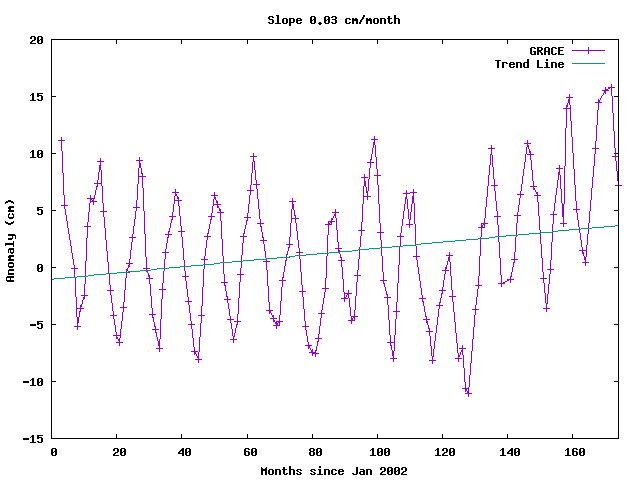 Slope 0.03 cm/month
GRACE
Trend Line
20
15
10
5
0
-5
-10
-15
Anomaly (cm)
0 20 40 60 80 100 120 140 160
Months since Jan 2002